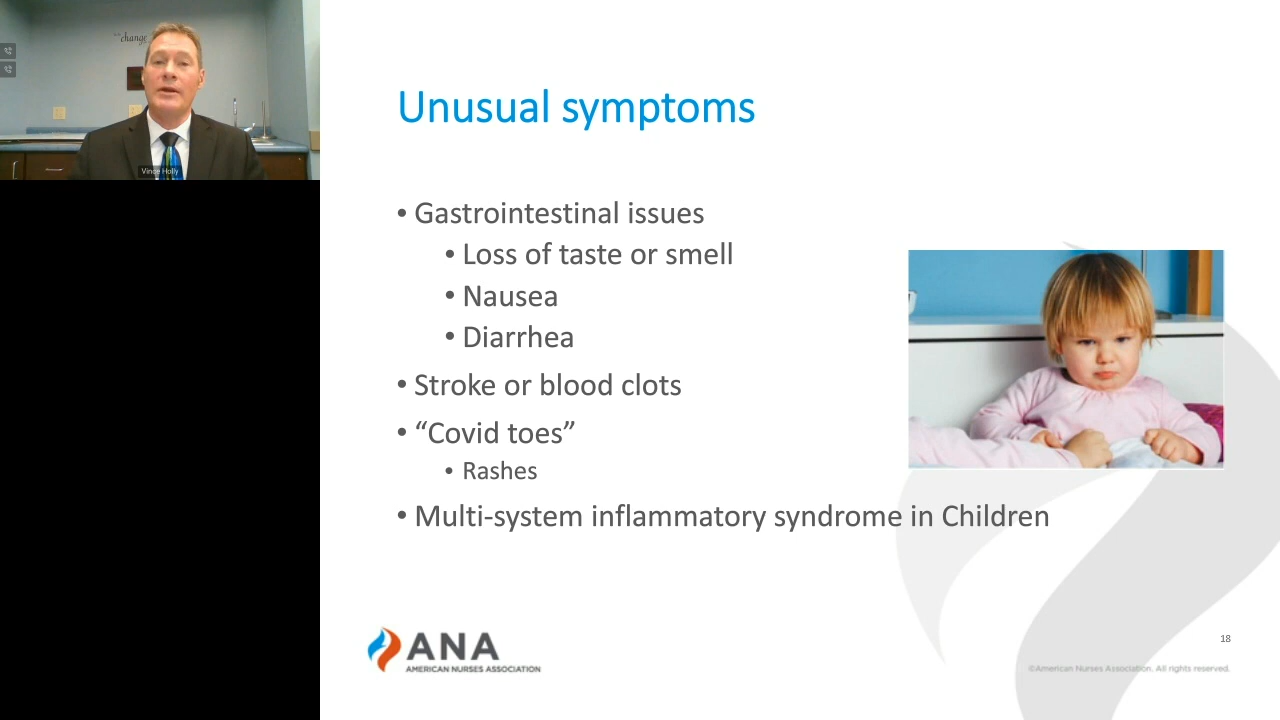 change
Vince Holly
Unusual symptoms
• Gastrointestinal issues
• Loss of taste or smell
• Nausea
• Diarrhea
• Stroke or blood clots
• “Covid toes”
• Rashes
• Multi-system inflammatory syndrome in Children
ANA
AMERICAN NURSES ASSOCIATION
18
©American Nurses Association. All rights reserved.